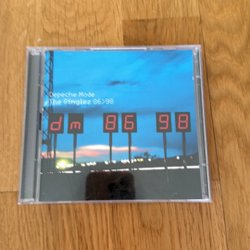 Depeche Mode
The Singles 86>98
dm 86 98